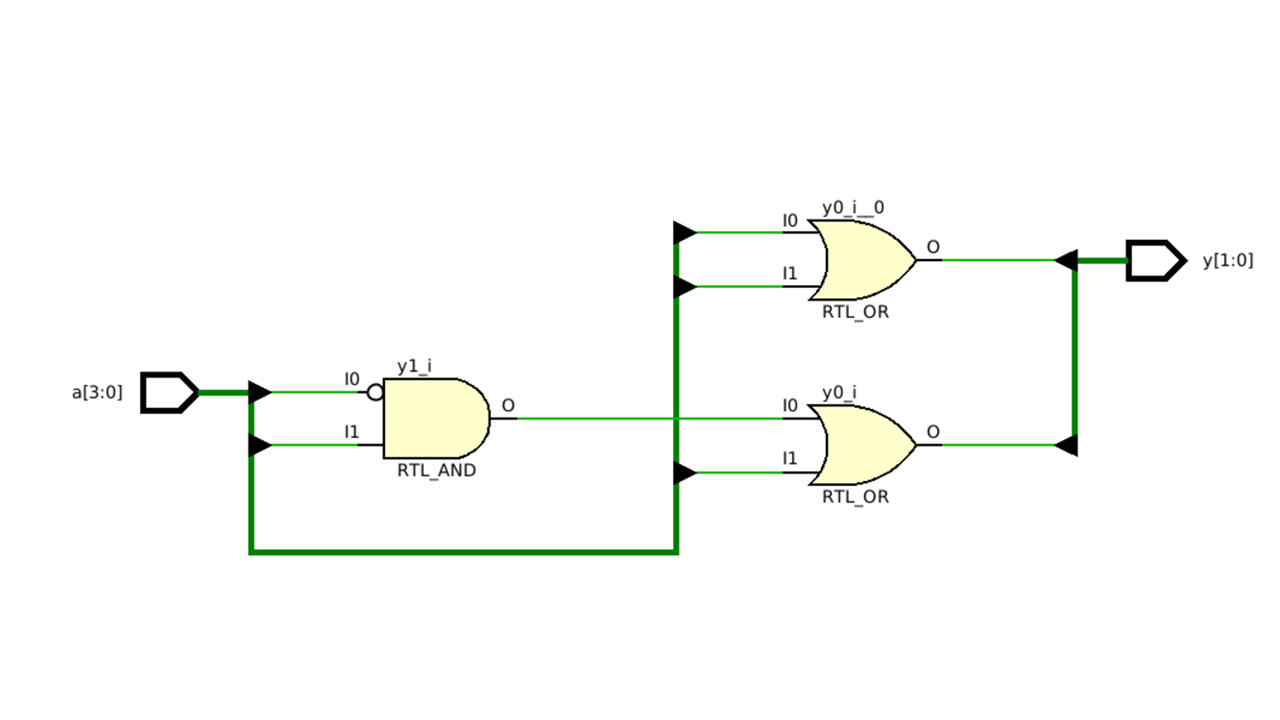 y0_i__0
I0
O
I1
RTL_OR
y[1:0]
a[3:0]
y1_i
I0
I1
O
RTL_AND
y0_i
I0
O
I1
RTL_OR